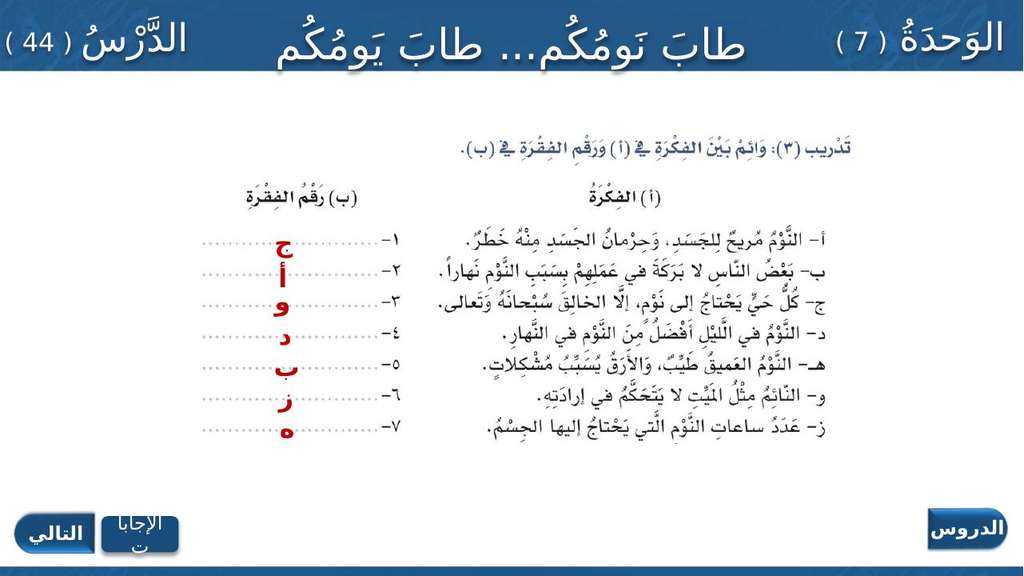 الوَحدَةُ ( 7 )
طابَ نَومُكُم... طابَ يَومُكُم
الدَّرْسُ ( 44 )
تَدْريب (٣): وَائِمْ بَيْنَ الفِكْرَةِ في (أ) وَرَقْمِ الفِقْرَةِ في (ب).
(أ) الفِكْرَةُ
(ب) رَقْمُ الفِقْرَةِ
أ- النَّوْمُ مُريحٌ لِلجَسَدِ، وَحِرْمانُ الجَسَدِ مِنْهُ خَطَرٌ.
١- ج
ب- بَعْضُ النّاسِ لا بَرَكَةَ في عَمَلِهِمْ بِسَبَبِ النَّوْمِ نَهاراً.
٢- أ
ج- كُلُّ حَيٍّ يَحْتاجُ إلى نَوْمٍ، إلَّا الخالِقَ سُبْحانَهُ وَتَعالى.
٣- و
د- النَّوْمُ في الَّليْلِ أَفْضَلُ مِنَ النَّوْمِ في النَّهارِ.
٤- د
هـ- النَّوْمُ العَميقُ طَيِّبٌ، وَالأَرَقُ يُسَبِّبُ مُشْكِلاتٍ.
٥- ب
و- النّائِمُ مِثْلُ المَيِّتِ لا يَتَحَكَّمُ في إرادَتِهِ.
٦- ز
ز- عَدَدُ ساعاتِ النَّوْمِ الَّتي يَحْتاجُ إليها الجِسْمُ.
٧- ه
الدروس
الإجابات
التالي